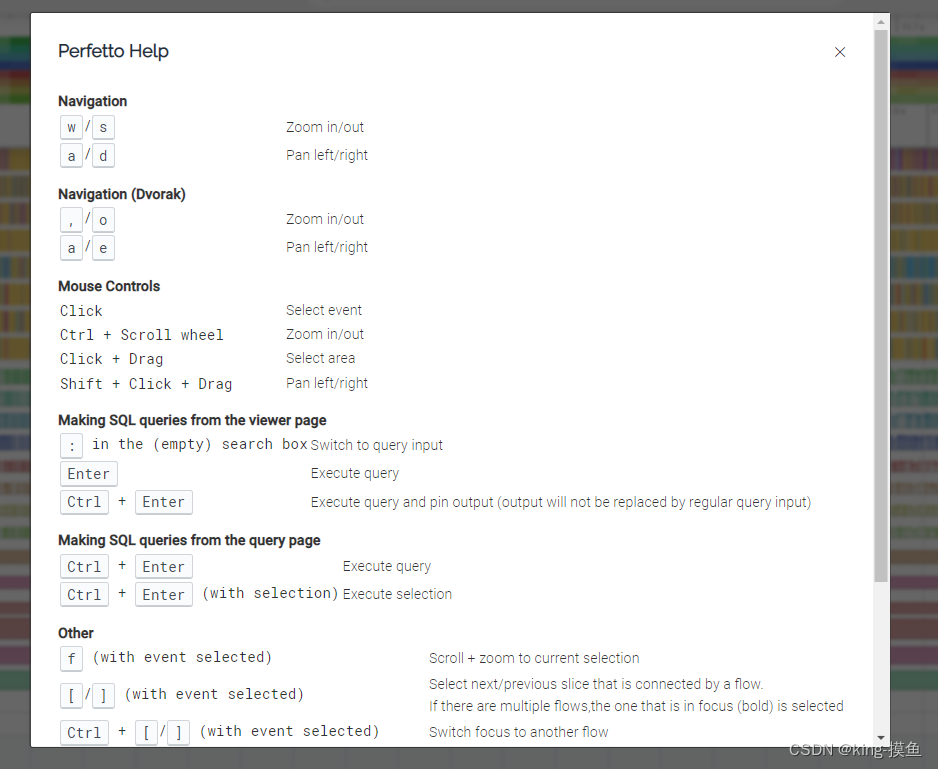 Perfetto Help
Navigation
w / s Zoom in/out
a / d Pan left/right
Navigation (Dvorak)
, / o Zoom in/out
a / e Pan left/right
Mouse Controls
Click Select event
Ctrl + Scroll wheel Zoom in/out
Click + Drag Select area
Shift + Click + Drag Pan left/right
Making SQL queries from the viewer page
: in the (empty) search box Switch to query input
Enter Execute query
Ctrl + Enter Execute query and pin output (output will not be replaced by regular query input)
Making SQL queries from the query page
Ctrl + Enter Execute query
Ctrl + Enter (with selection) Execute selection
Other
f (with event selected) Scroll + zoom to current selection
[ / ] (with event selected) Select next/previous slice that is connected by a flow.
If there are multiple flows,the one that is in focus (bold) is selected
Ctrl + [ / ] (with event selected) Switch focus to another flow
CSDN @king-摸鱼